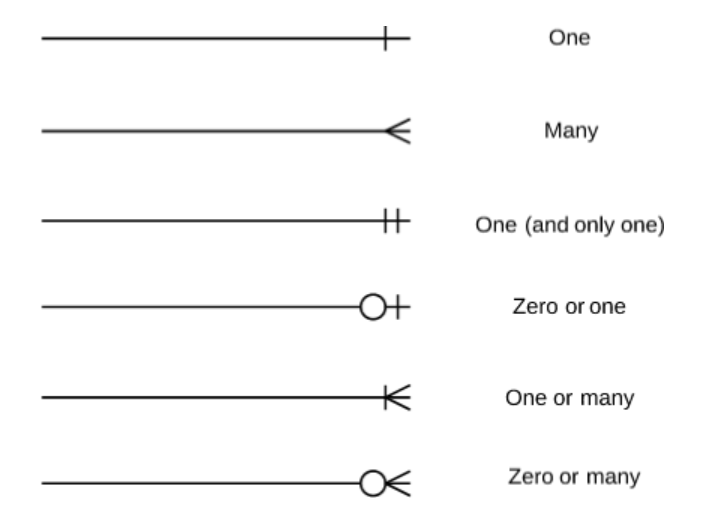 One
Many
One (and only one)
Zero or one
One or many
Zero or many